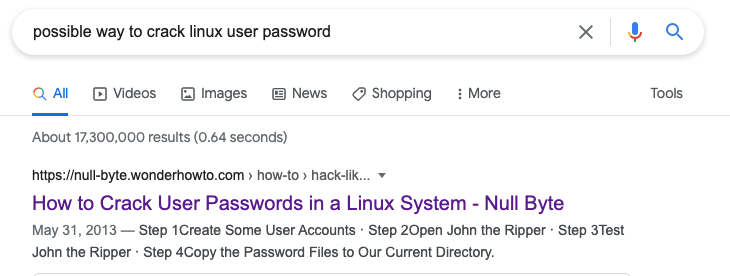 possible way to crack linux user password
All Videos Images News Shopping More Tools
About 17,300,000 results (0.64 seconds)
https://null-byte.wonderhowto.com › how-to › hack-lik...
How to Crack User Passwords in a Linux System - Null Byte
May 31, 2013 — Step 1Create Some User Accounts · Step 2Open John the Ripper · Step 3Test
John the Ripper · Step 4Copy the Password Files to Our Current Directory.